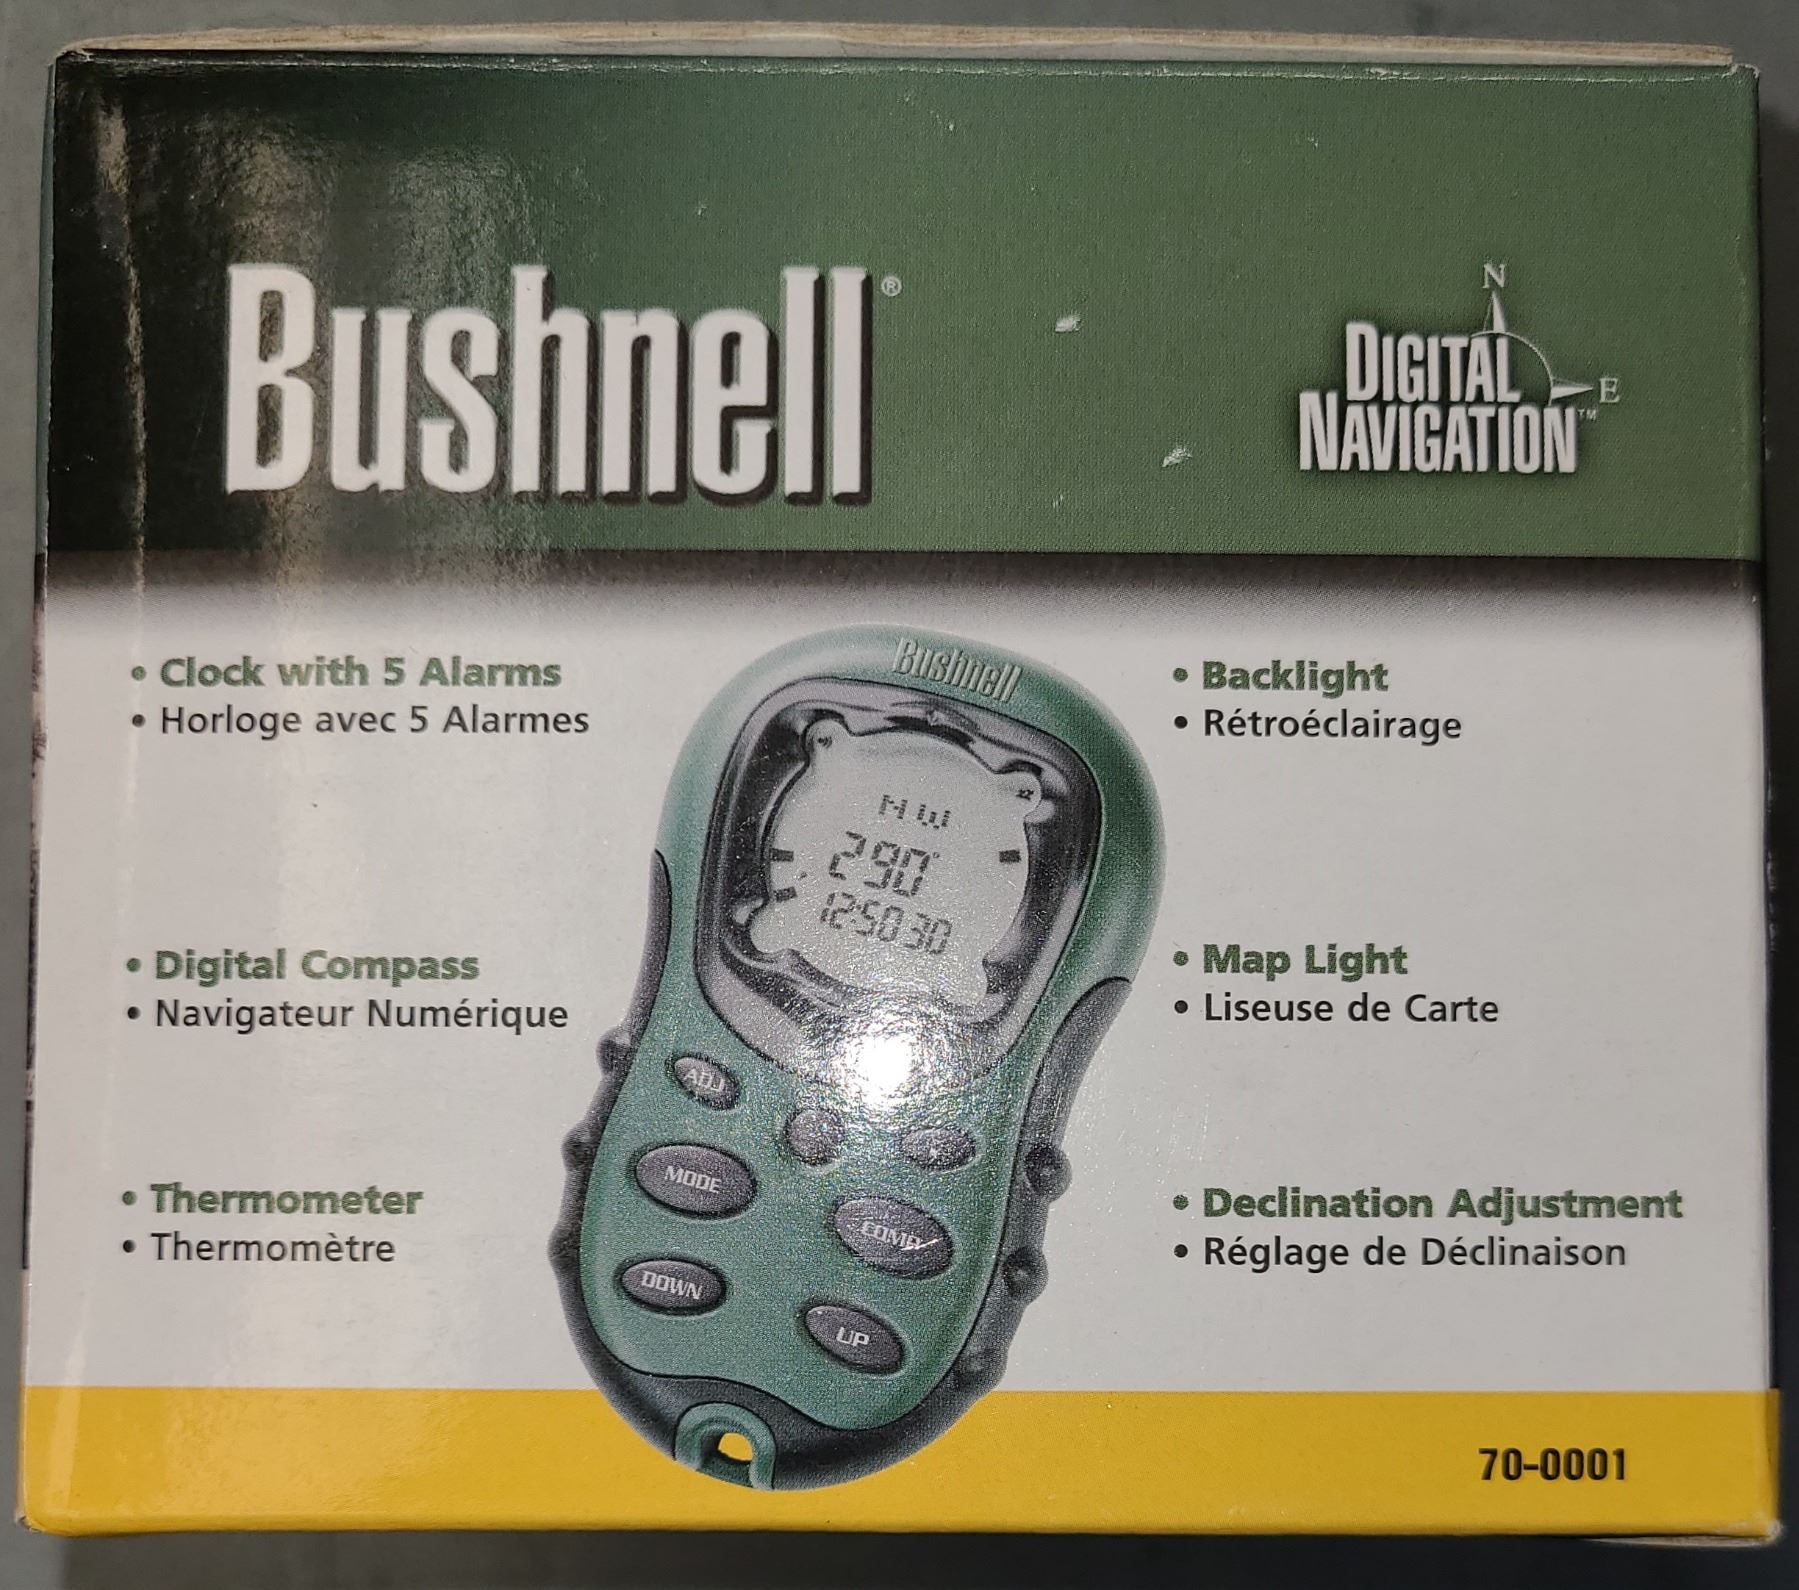 Bushnell®
N
DIGITAL
E
NAVIGATION™
• Clock with 5 Alarms
• Horloge avec 5 Alarmes
• Digital Compass
• Navigateur Numérique
• Thermometer
• Thermomètre
Bushnell
NW
290°
12:50 30
ADJ
MODE
COMP
DOWN
UP
• Backlight
• Rétroéclairage
• Map Light
• Liseuse de Carte
• Declination Adjustment
• Réglage de Déclinaison
70-0001